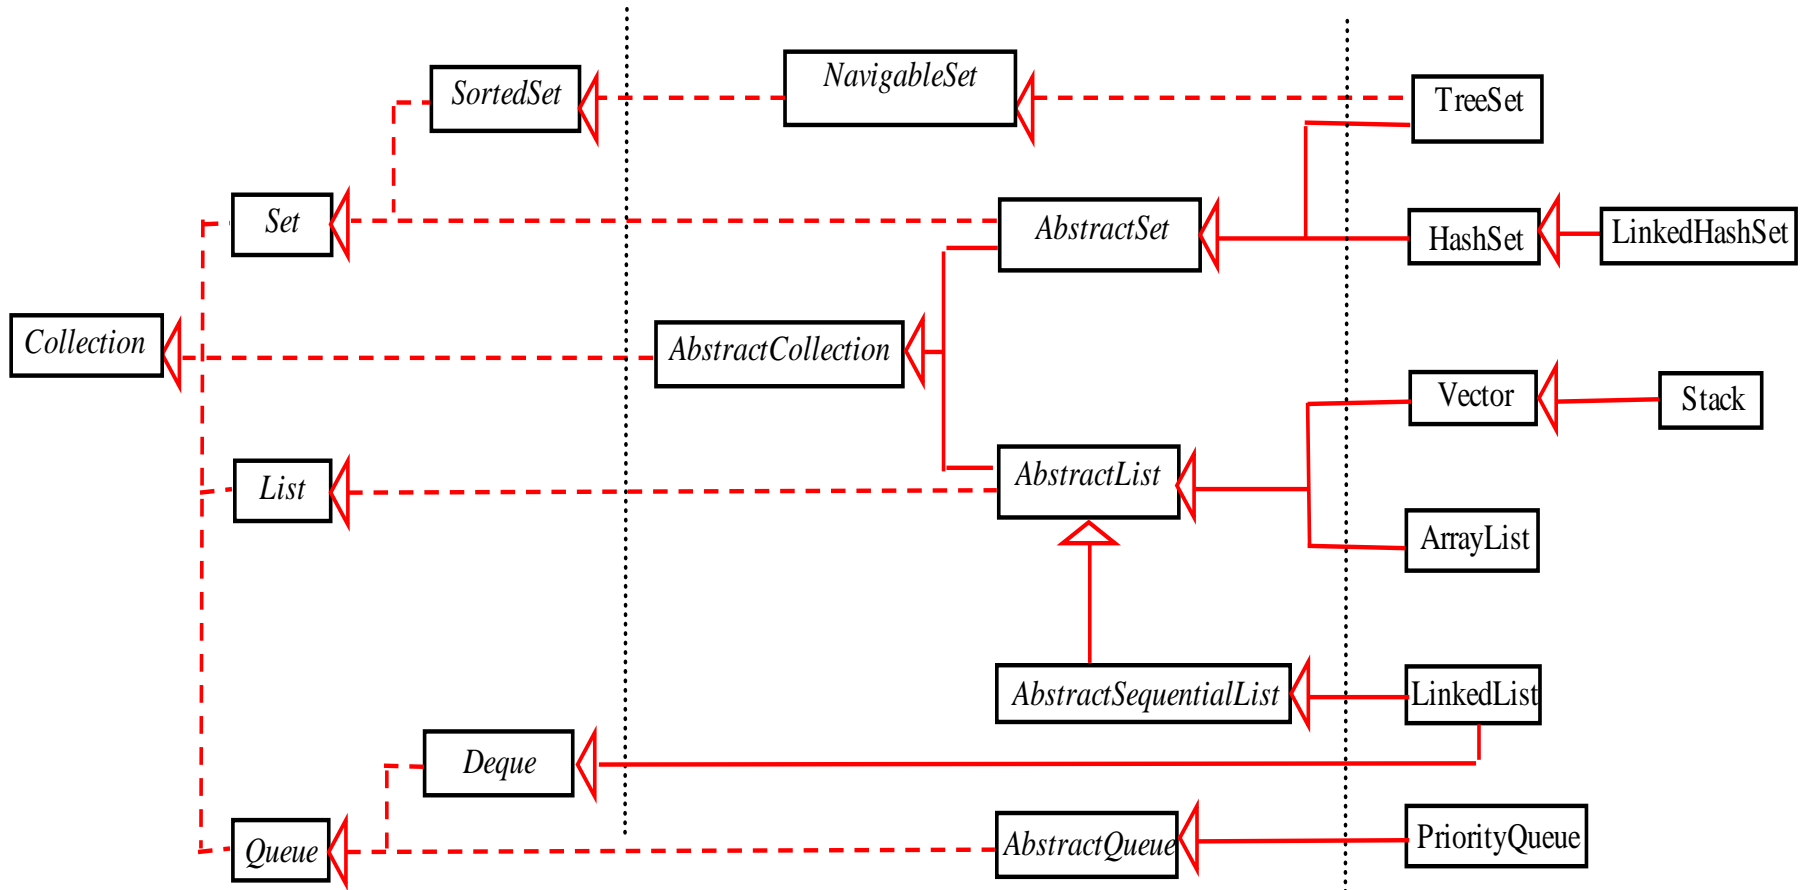 SortedSet
NavigableSet
TreeSet
Set
AbstractSet
HashSet
LinkedHashSet
Collection
AbstractCollection
Vector
Stack
List
AbstractList
ArrayList
AbstractSequentialList
LinkedList
Deque
Queue
AbstractQueue
PriorityQueue